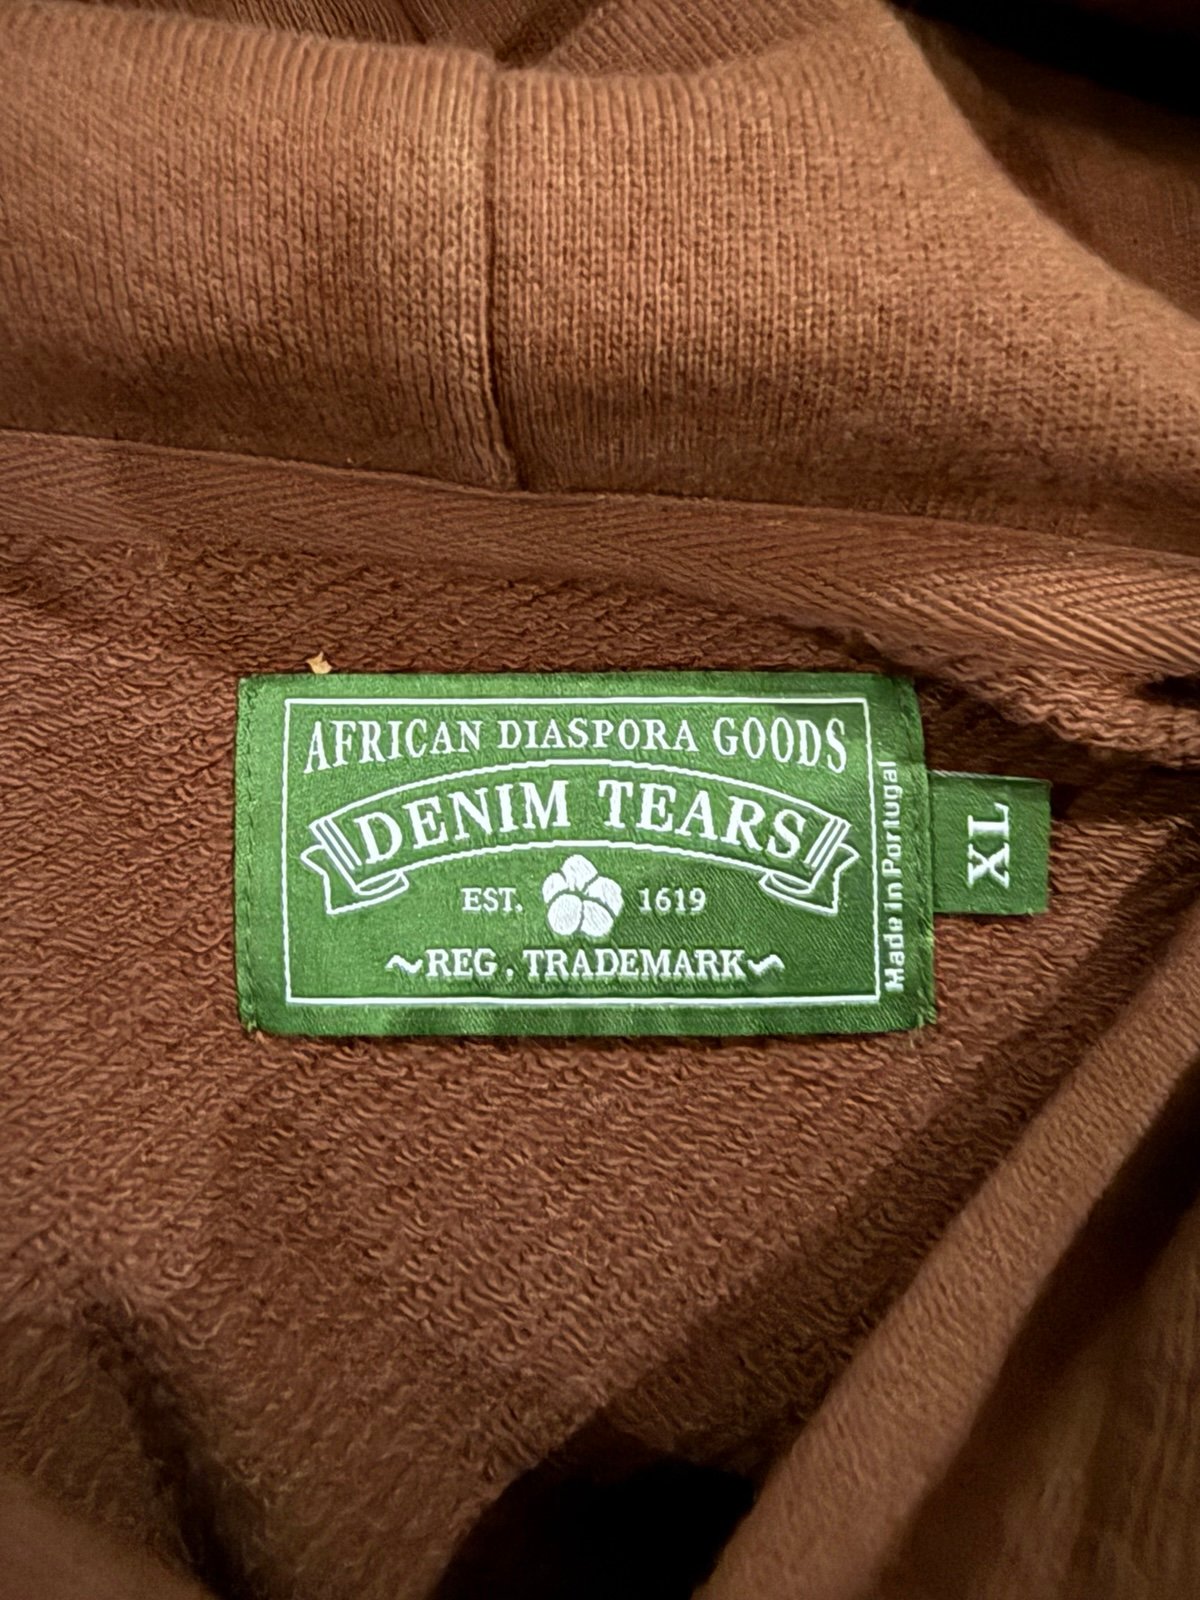 AFRICAN DIASPORA GOODS
DENIM TEARS
EST. 1619
~REG. TRADEMARK~
Made in Portugal
XL